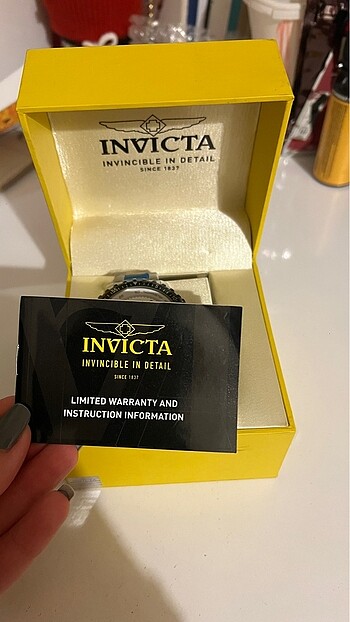 INVICTA
INVINCIBLE IN DETAIL
SINCE 1837
INVICTA
INVINCIBLE IN DETAIL
SINCE 1837
LIMITED WARRANTY AND
INSTRUCTION INFORMATION